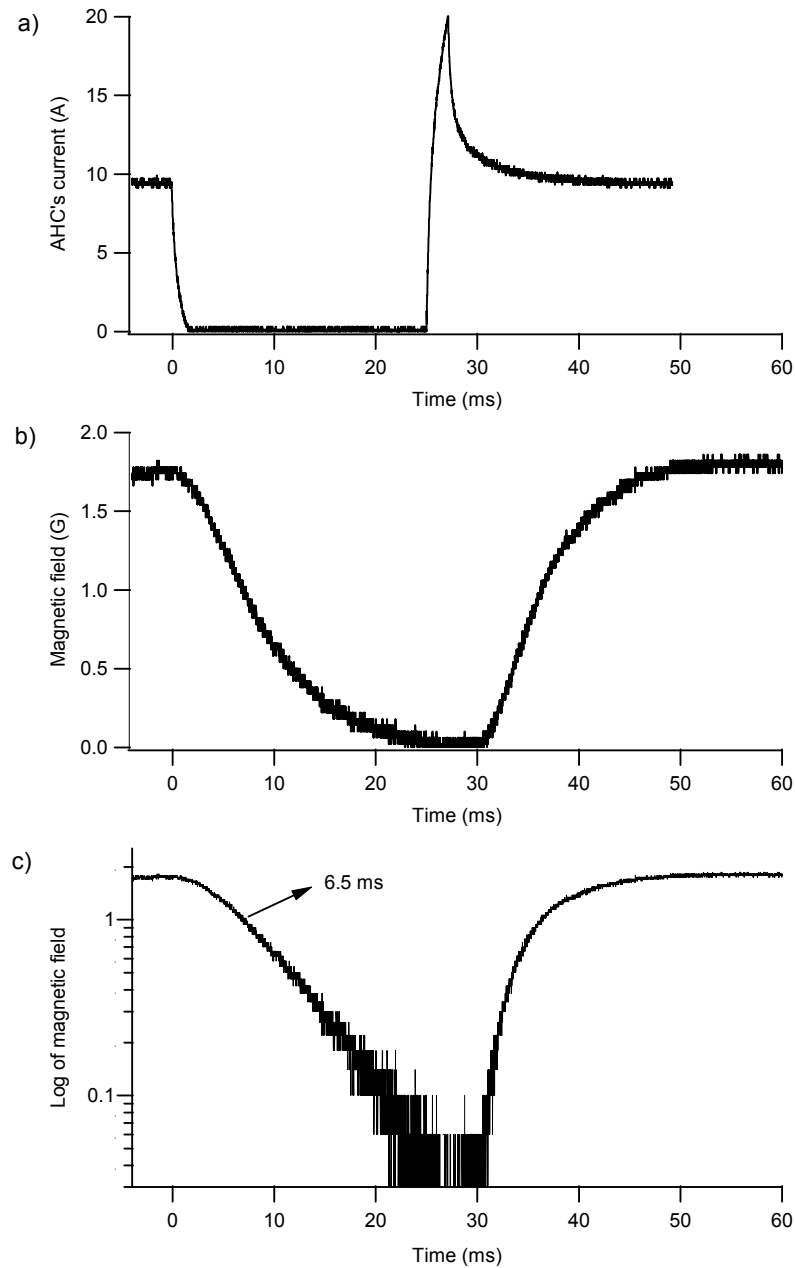 a)
AHC's current (A)
20
15
10
5
0
0 10 20 30 40 50 60
Time (ms)
b)
Magnetic field (G)
2.0
1.5
1.0
0.5
0.0
0 10 20 30 40 50 60
Time (ms)
c)
Log of magnetic field
6.5 ms
1
0.1
0 10 20 30 40 50 60
Time (ms)